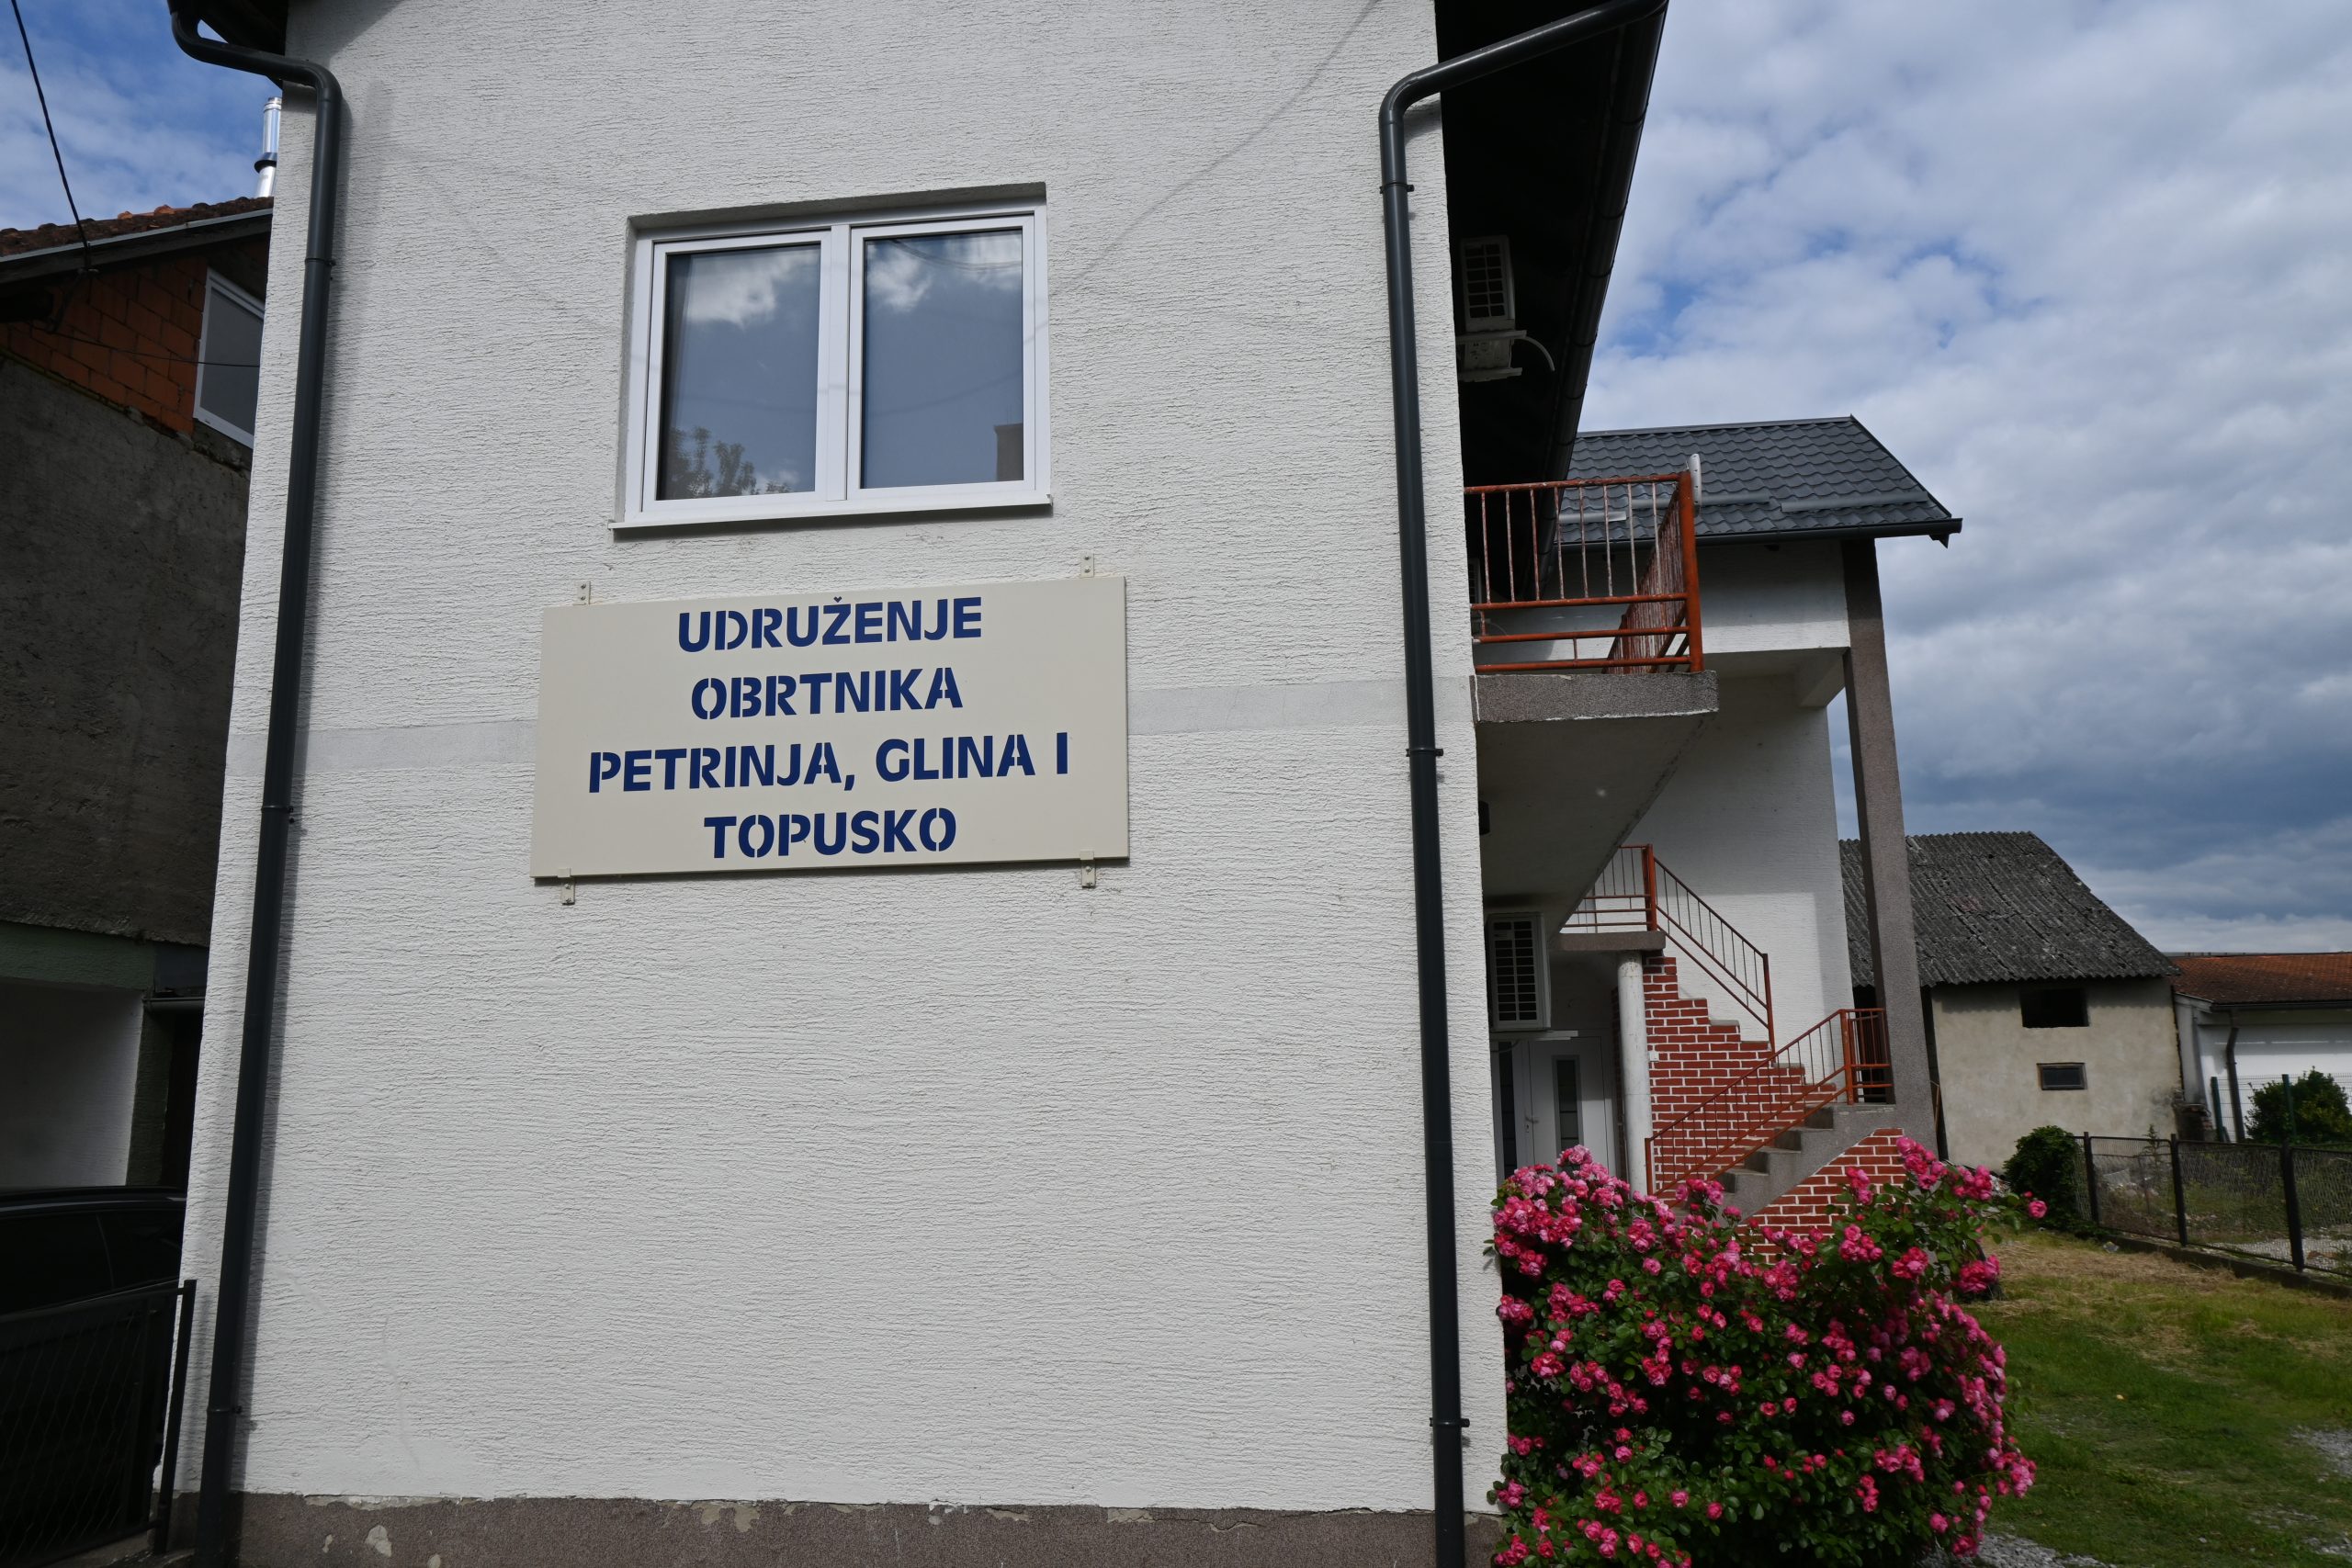 UDRUŽENJE
OBRTNIKA
PETRINJA, GLINA I
TOPUSKO